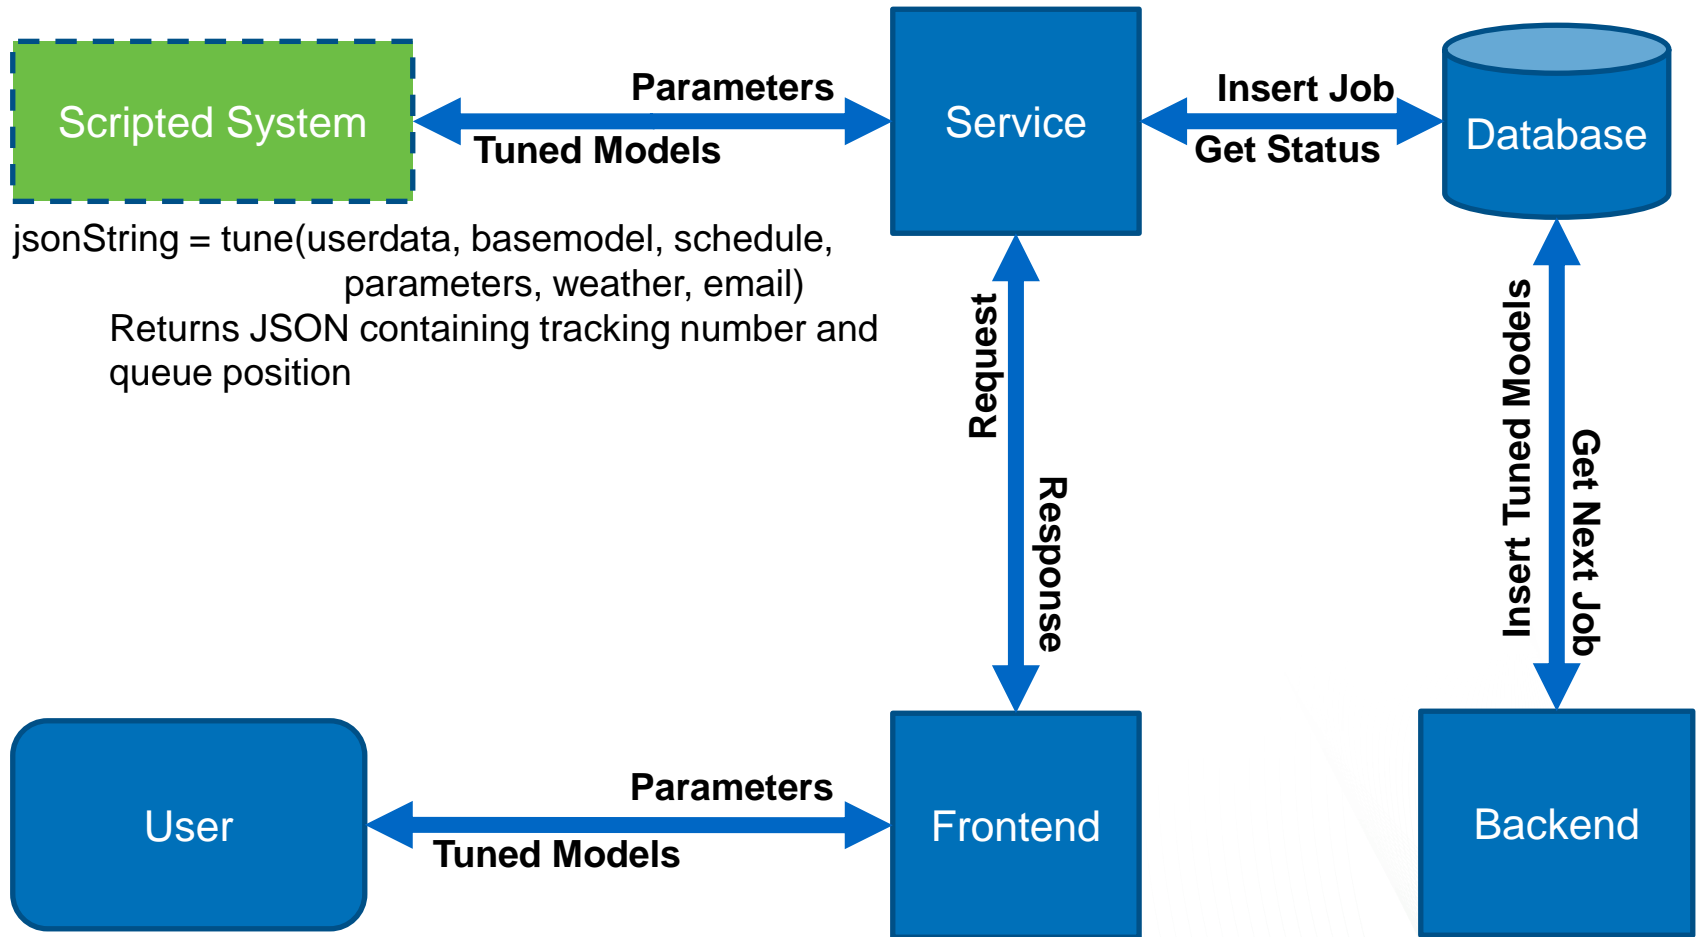 Scripted System
Parameters
Tuned Models
Service
Insert Job
Get Status
Database
jsonString = tune(userdata, basemodel, schedule,
parameters, weather, email)
Returns JSON containing tracking number and
queue position
Request
Response
Insert Tuned Models
Get Next Job
User
Parameters
Tuned Models
Frontend
Backend